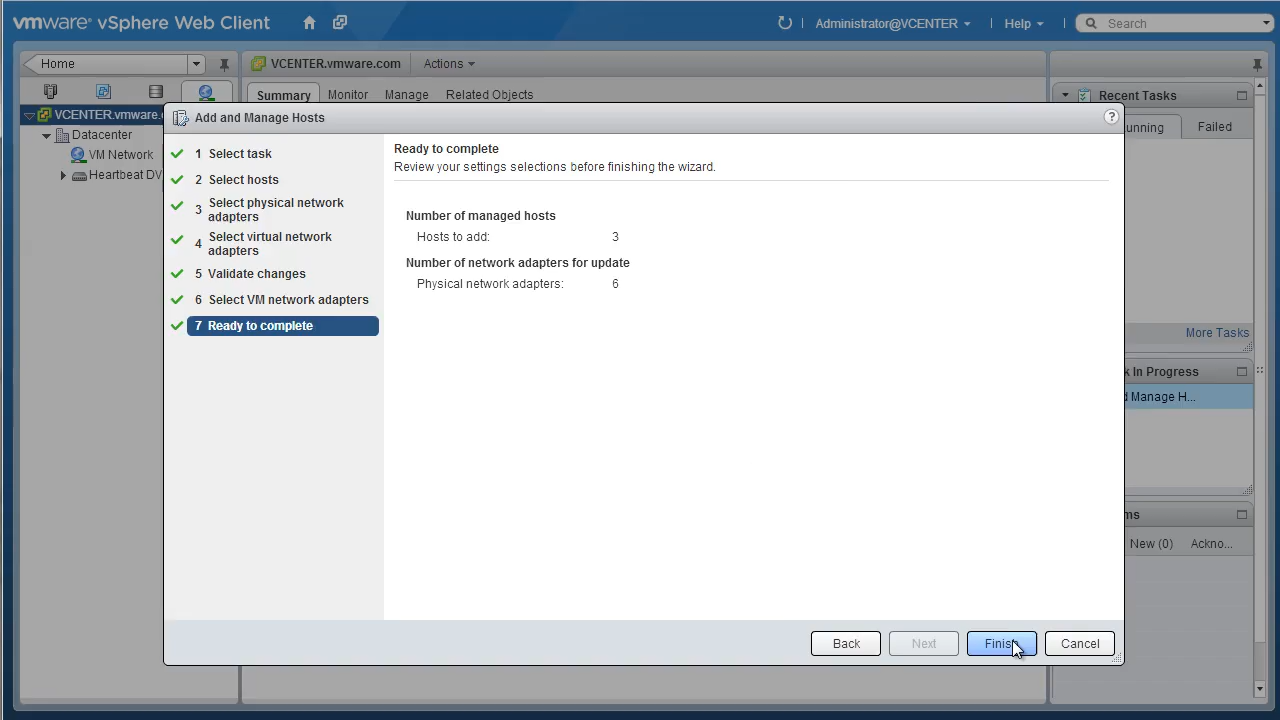 vmware® vSphere Web Client
Administrator@VCENTER
Help
Search
Home
VCENTER.vmware.com
Actions
Summary
Monitor
Manage
Related Objects
VCENTER.vmware.
Datacenter
VM Network
Heartbeat DV
Add and Manage Hosts
?
1 Select task
2 Select hosts
3 Select physical network
adapters
4 Select virtual network
adapters
5 Validate changes
6 Select VM network adapters
7 Ready to complete
Ready to complete
Review your settings selections before finishing the wizard.
Number of managed hosts
Hosts to add: 3
Number of network adapters for update
Physical network adapters: 6
Back
Next
Finish
Cancel
Recent Tasks
unning
Failed
More Tasks
k In Progress
d Manage H...
ms
New (0)
Ackno...